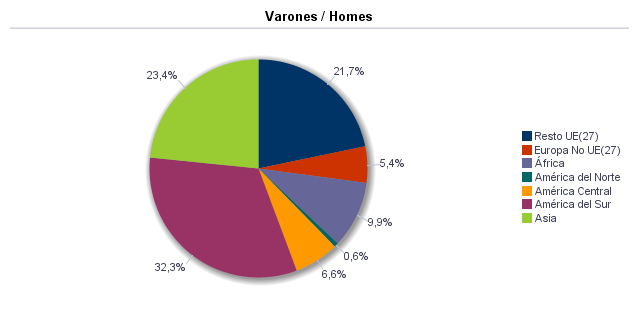 Varones / Homes
23,4%
21,7%
5,4%
9,9%
0,6%
6,6%
32,3%
Resto UE(27)
Europa No UE(27)
África
América del Norte
América Central
América del Sur
Asia